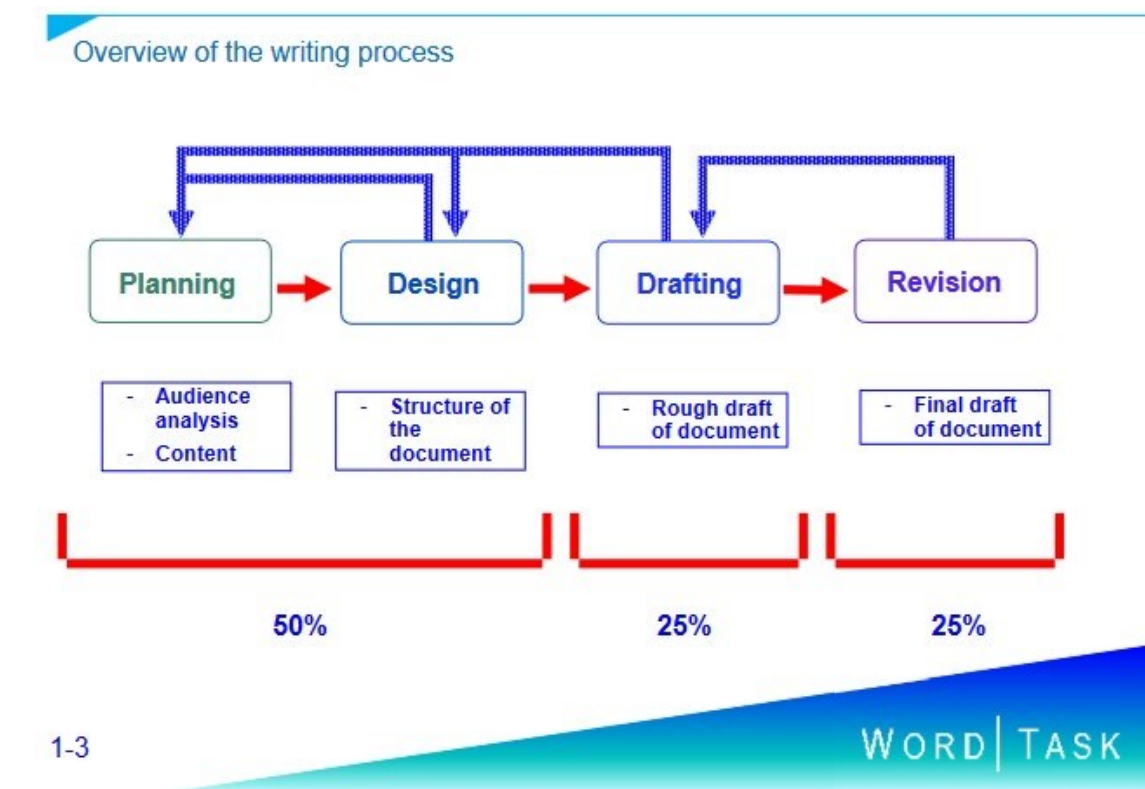 Overview of the writing process
Planning
Design
Drafting
Revision
- Audience
analysis
- Content
- Structure of
the
document
- Rough draft
of document
- Final draft
of document
50%
25%
25%
1-3
WORD | TASK